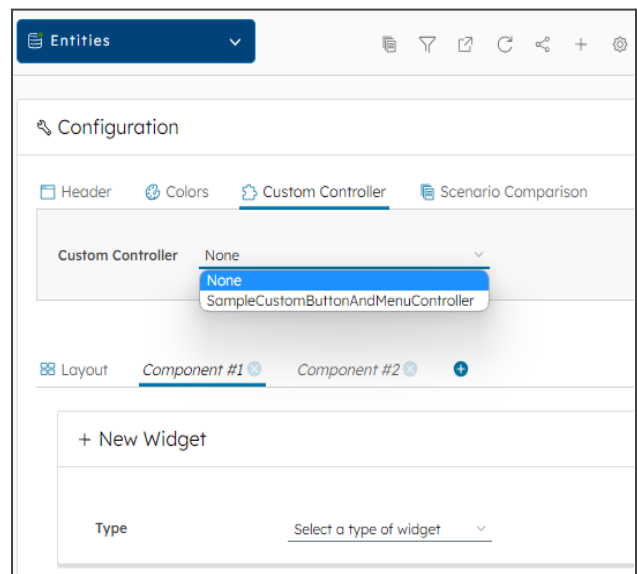 Entities
Configuration
Header Colors Custom Controller Scenario Comparison
Custom Controller None
None
SampleCustomButtonAndMenuController
Layout Component #1 Component #2
+ New Widget
Type Select a type of widget